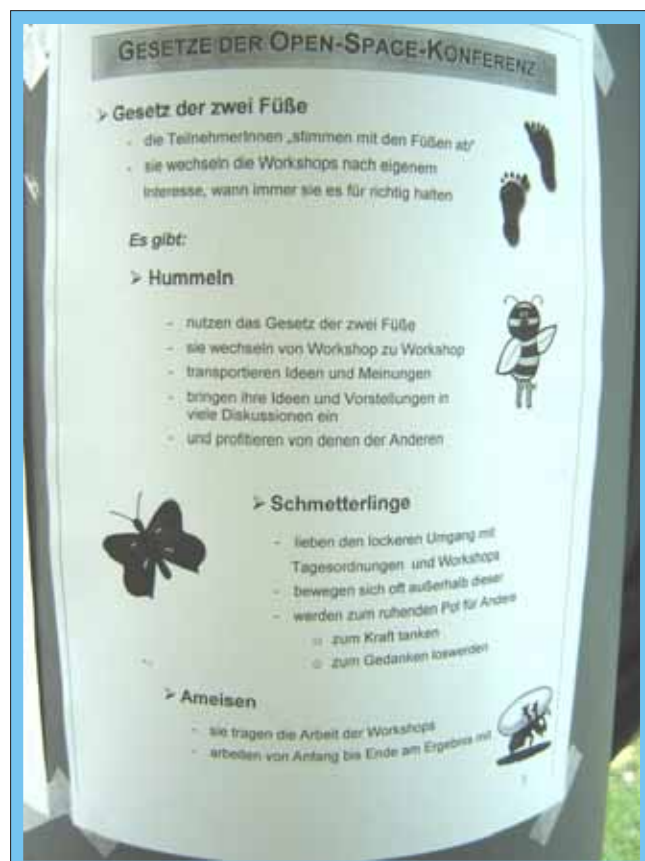 GESETZE DER OPEN-SPACE-KONFERENZ
➢ Gesetz der zwei Füße
- die TeilnehmerInnen „stimmen mit den Füßen ab“
- sie wechseln die Workshops nach eigenem
Interesse, wann immer sie es für richtig halten
Es gibt:
➢ Hummeln
- nutzen das Gesetz der zwei Füße
- sie wechseln von Workshop zu Workshop
- transportieren Ideen und Meinungen
- bringen ihre Ideen und Vorstellungen in
viele Diskussionen ein
- und profitieren von denen der Anderen
➢ Schmetterlinge
- lieben den lockeren Umgang mit
Tagesordnungen und Workshops
- bewegen sich oft außerhalb dieser
- werden zum ruhenden Pol für Andere
o zum Kraft tanken
o zum Gedanken loswerden
➢ Ameisen
- sie tragen die Arbeit der Workshops
- arbeiten von Anfang bis Ende am Ergebnis mit